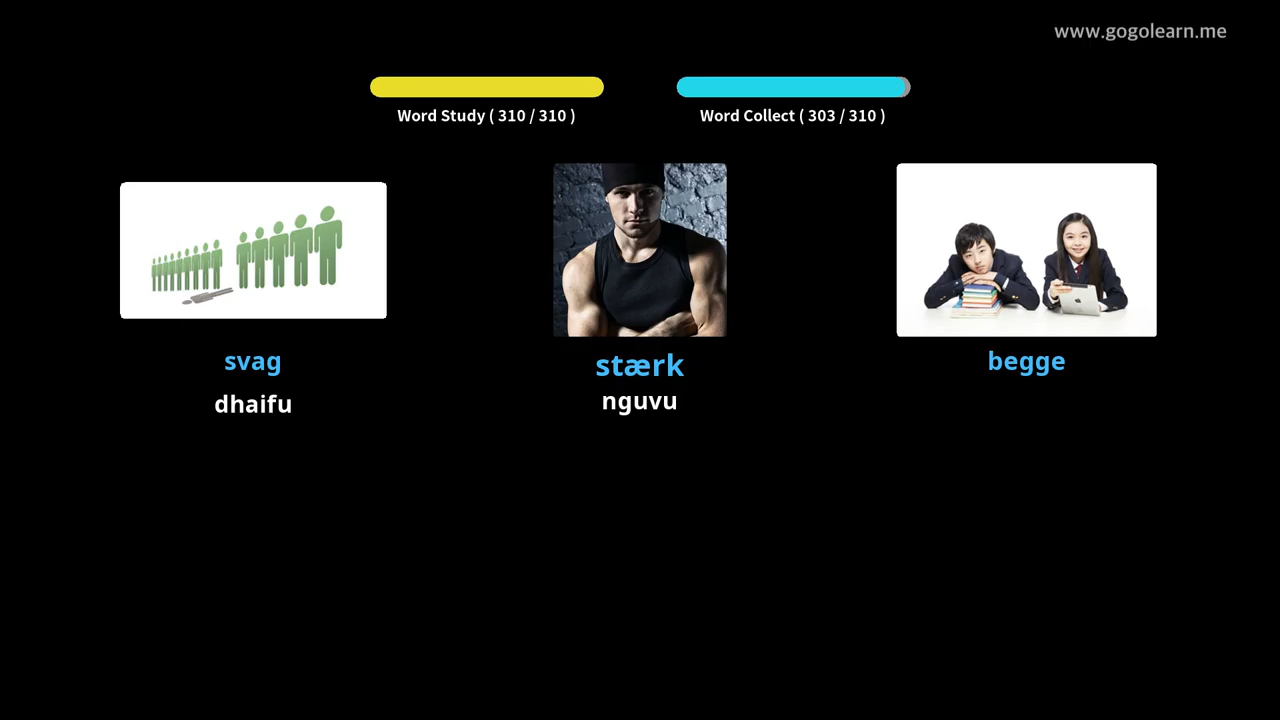 www.gogolearn.me
Word Study ( 310 / 310 )
Word Collect ( 303 / 310 )
svag
stærk
begge
dhaifu
nguvu